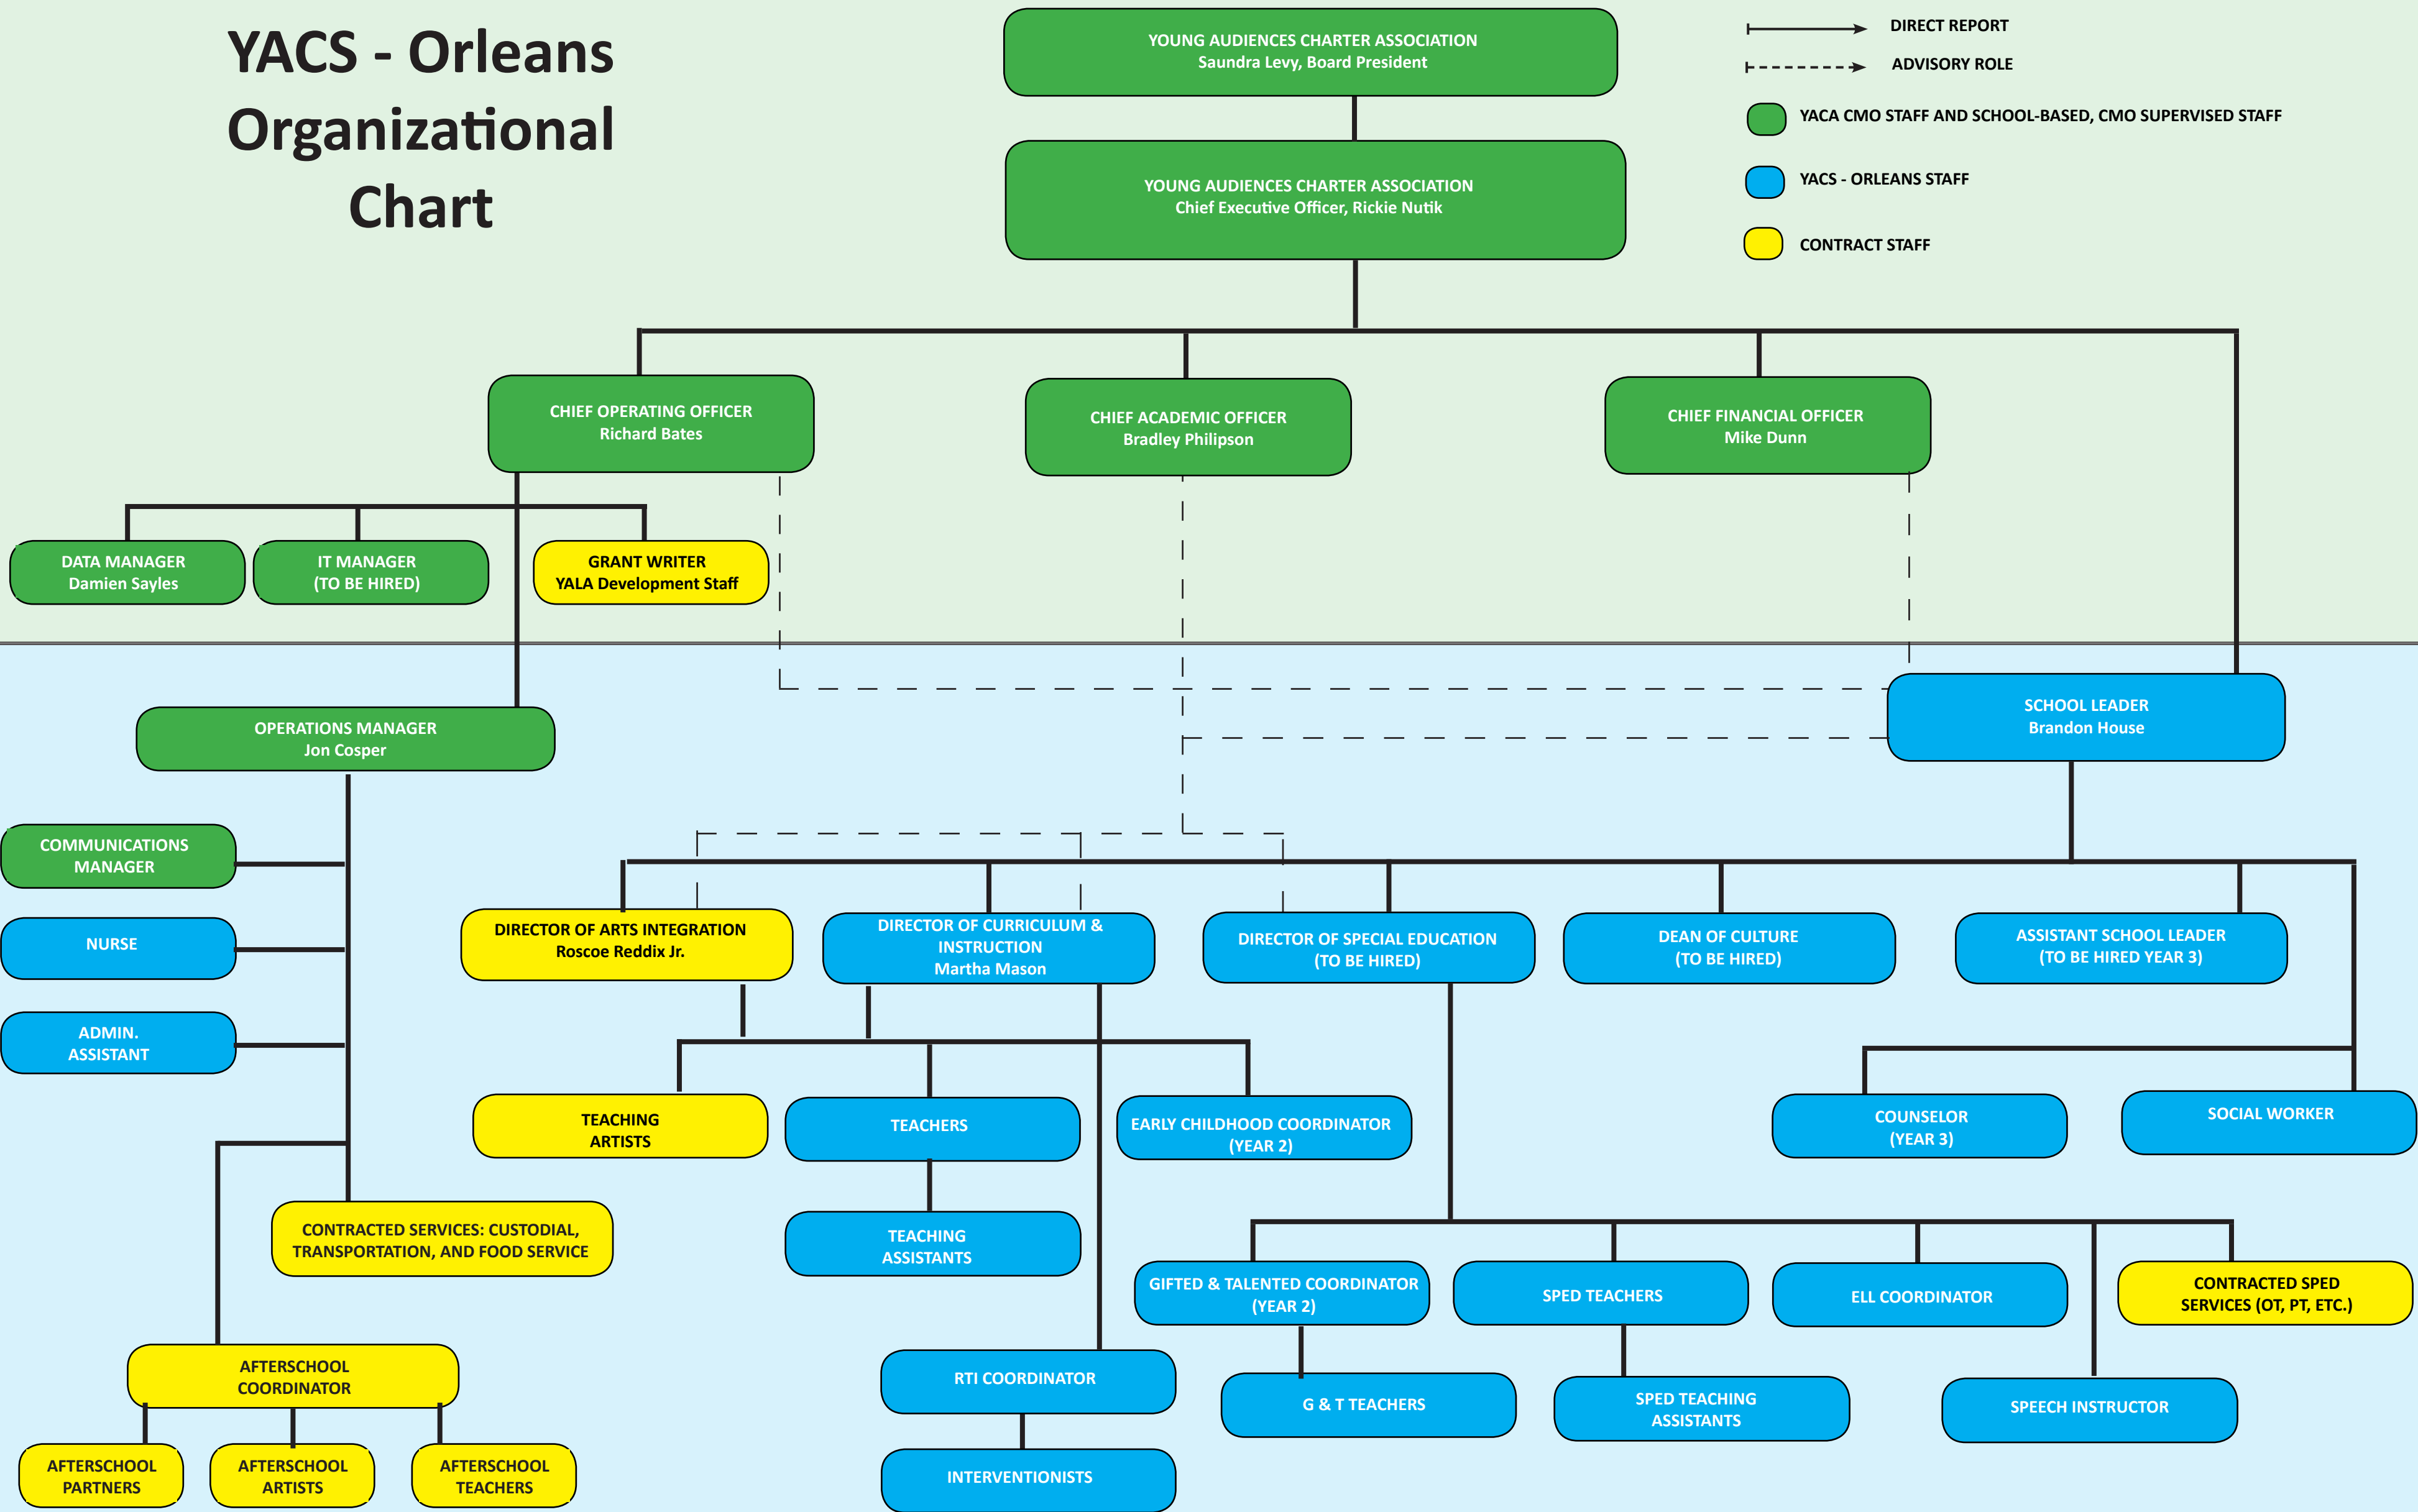 YACS - Orleans
Organizational
Chart
YOUNG AUDIENCES CHARTER ASSOCIATION
Saundra Levy, Board President
DIRECT REPORT
ADVISORY ROLE
YACA CMO STAFF AND SCHOOL-BASED, CMO SUPERVISED STAFF
YACS - ORLEANS STAFF
CONTRACT STAFF
YOUNG AUDIENCES CHARTER ASSOCIATION
Chief Executive Officer, Rickie Nutik
CHIEF OPERATING OFFICER
Richard Bates
CHIEF ACADEMIC OFFICER
Bradley Philipson
CHIEF FINANCIAL OFFICER
Mike Dunn
DATA MANAGER
Damien Sayles
IT MANAGER
(TO BE HIRED)
GRANT WRITER
YALA Development Staff
OPERATIONS MANAGER
Jon Cosper
SCHOOL LEADER
Brandon House
COMMUNICATIONS
MANAGER
NURSE
ADMIN.
ASSISTANT
DIRECTOR OF ARTS INTEGRATION
Roscoe Reddix Jr.
DIRECTOR OF CURRICULUM &
INSTRUCTION
Martha Mason
DIRECTOR OF SPECIAL EDUCATION
(TO BE HIRED)
DEAN OF CULTURE
(TO BE HIRED)
ASSISTANT SCHOOL LEADER
(TO BE HIRED YEAR 3)
TEACHING
ARTISTS
TEACHERS
EARLY CHILDHOOD COORDINATOR
(YEAR 2)
COUNSELOR
(YEAR 3)
SOCIAL WORKER
CONTRACTED SERVICES: CUSTODIAL,
TRANSPORTATION, AND FOOD SERVICE
TEACHING
ASSISTANTS
GIFTED & TALENTED COORDINATOR
(YEAR 2)
SPED TEACHERS
ELL COORDINATOR
CONTRACTED SPED
SERVICES (OT, PT, ETC.)
AFTERSCHOOL
COORDINATOR
RTI COORDINATOR
G & T TEACHERS
SPED TEACHING
ASSISTANTS
SPEECH INSTRUCTOR
AFTERSCHOOL
PARTNERS
AFTERSCHOOL
ARTISTS
AFTERSCHOOL
TEACHERS
INTERVENTIONISTS